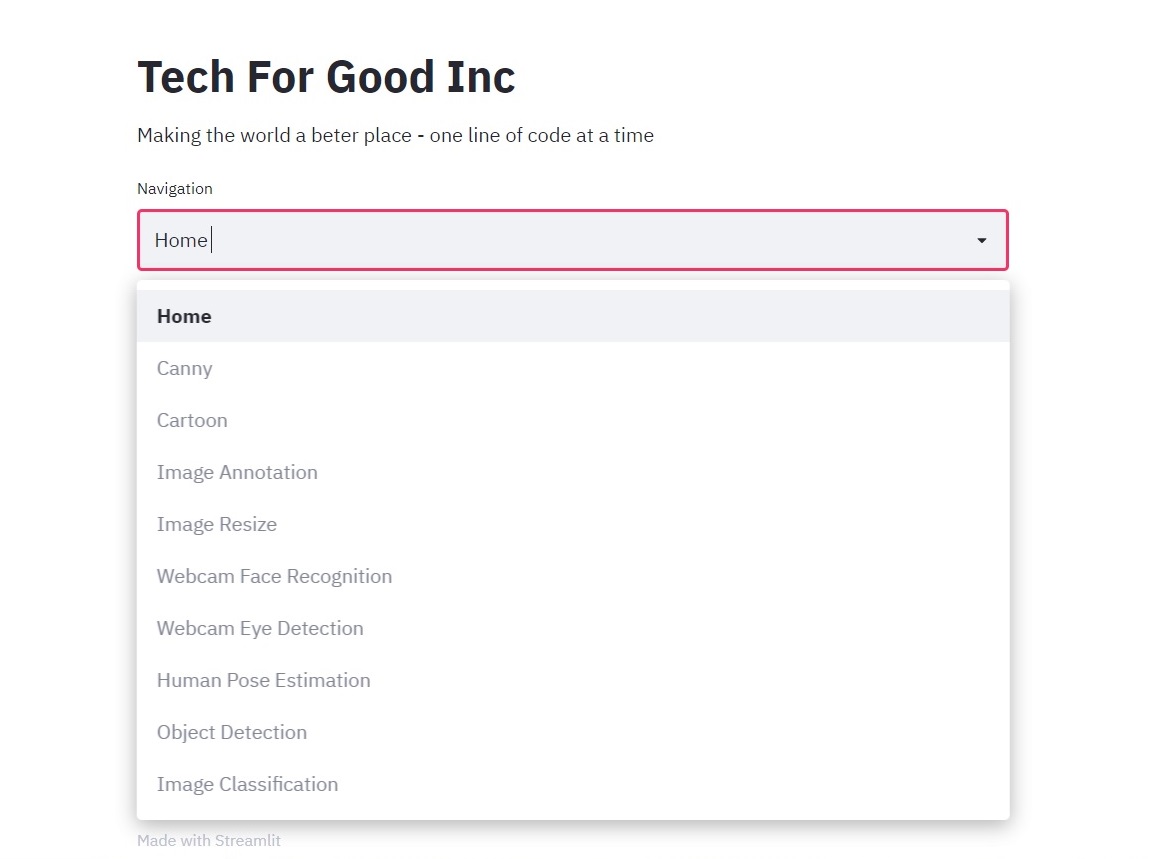 Tech For Good Inc
Making the world a beter place - one line of code at a time
Navigation
Home
Home
Canny
Cartoon
Image Annotation
Image Resize
Webcam Face Recognition
Webcam Eye Detection
Human Pose Estimation
Object Detection
Image Classification
Made with Streamlit